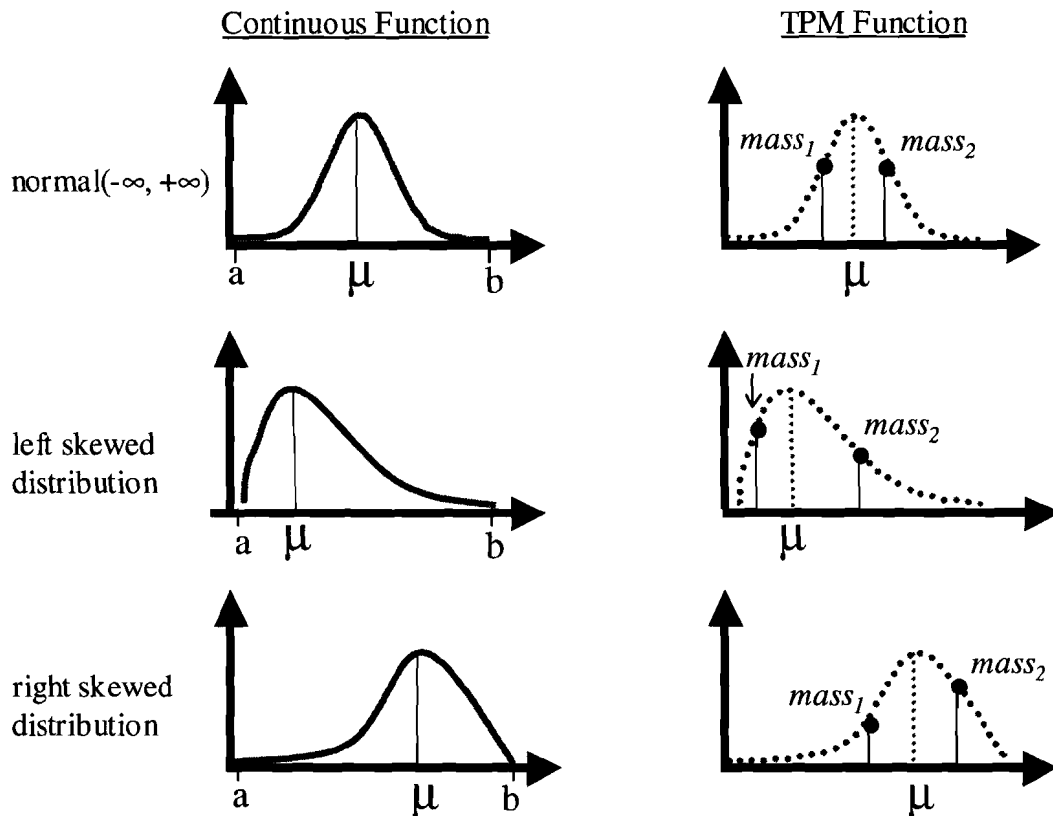 Continuous Function
TPM Function
normal(-∞, +∞)
a
μ
b
mass1
mass2
μ
left skewed
distribution
a
μ
b
mass1
mass2
μ
right skewed
distribution
a
μ
b
mass1
mass2
μ